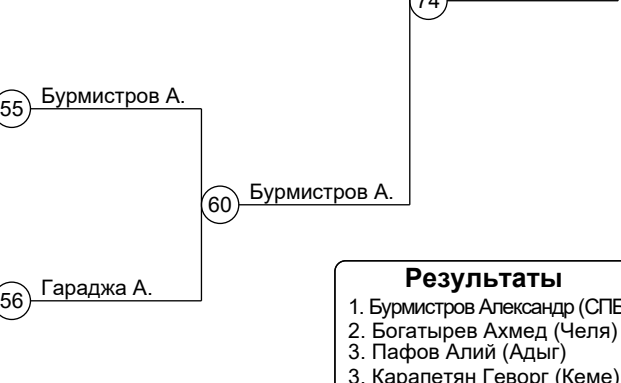 74
55 Бурмистров А.
60 Бурмистров А.
56 Гараджа А.
Результаты
1. Бурмистров Александр (СПБ
2. Богатырев Ахмед (Челя)
3. Пафов Алий (Адыг)
3. Карапетян Геворг (Кеме)